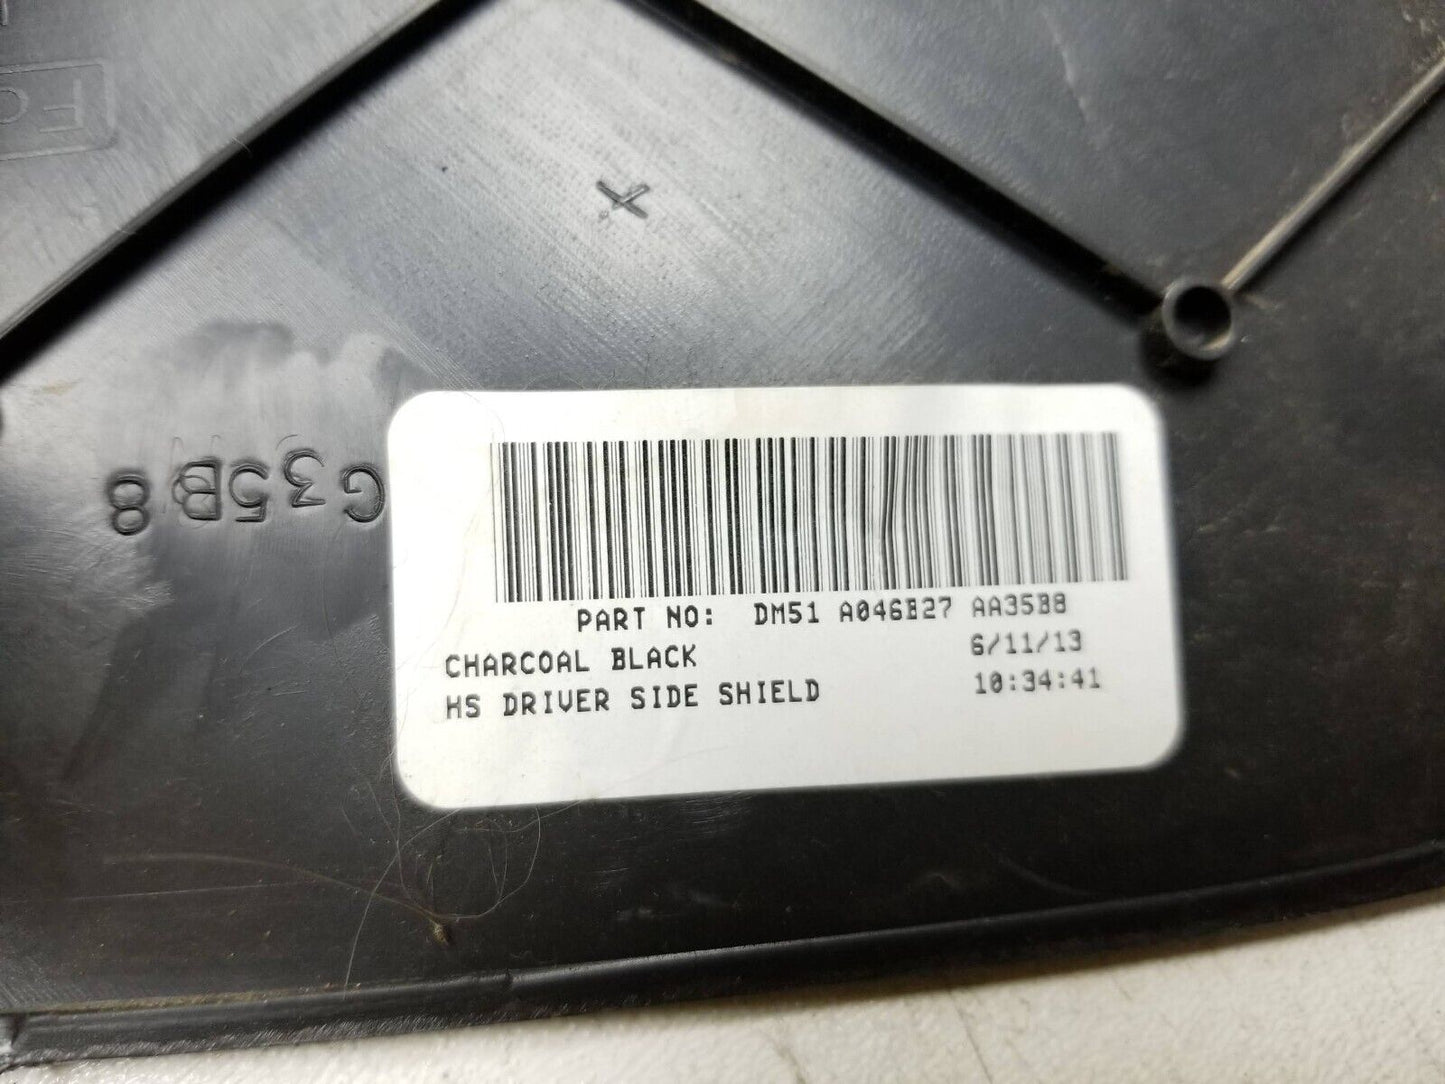 G35B8
PART NO: DM51 A046B27 AA35B8
CHARCOAL BLACK 6/11/13
HS DRIVER SIDE SHIELD 10:34:41